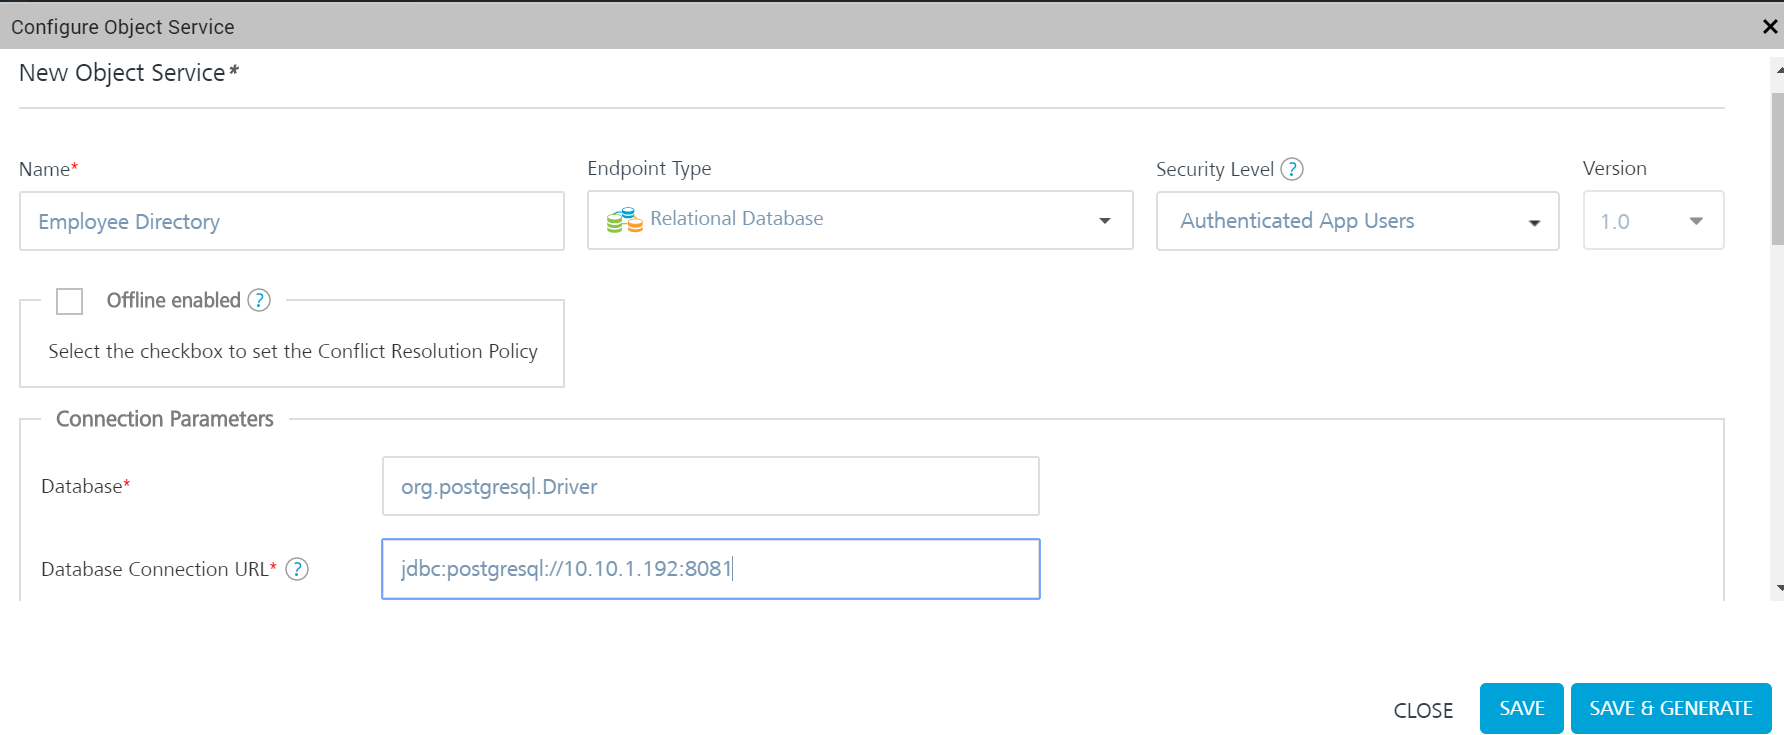 Configure Object Service
New Object Service*
Name*
Endpoint Type
Security Level ?
Version
Employee Directory
Relational Database
Authenticated App Users
1.0
Offline enabled ?
Select the checkbox to set the Conflict Resolution Policy
Connection Parameters
Database*
org.postgresql.Driver
Database Connection URL* ?
jdbc:postgresql://10.10.1.192:8081
CLOSE
SAVE
SAVE & GENERATE